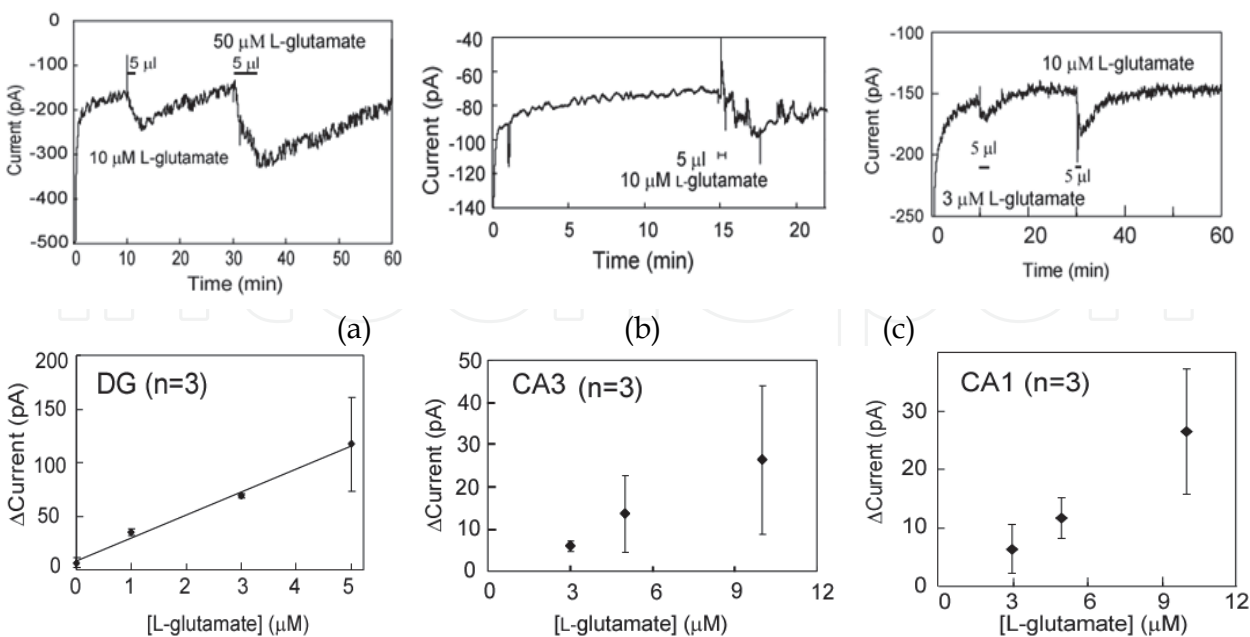 0
-100
-200
-300
-400
-500
Current (pA)
50 µM L-glutamate
5 µl
5 µl
10 µM L-glutamate
0 10 20 30 40 50 60
Time (min)
-40
-60
-80
-100
-120
-140
Current (pA)
5 µl
10 µM L-glutamate
0 5 10 15 20
Time (min)
-100
-150
-200
-250
Current (pA)
10 µM L-glutamate
5 µl
5 µl
3 µM L-glutamate
0 10 20 30 40 50 60
Time (min)
(a) (b) (c)
200
150
100
50
0
ΔCurrent (pA)
DG (n=3)
0 1 2 3 4 5
[L-glutamate] (µM)
50
40
30
20
10
0
ΔCurrent (pA)
CA3 (n=3)
0 3 6 9 12
[L-glutamate] (µM)
30
20
10
0
ΔCurrent (pA)
CA1 (n=3)
0 3 6 9 12
[L-glutamate] (µM)